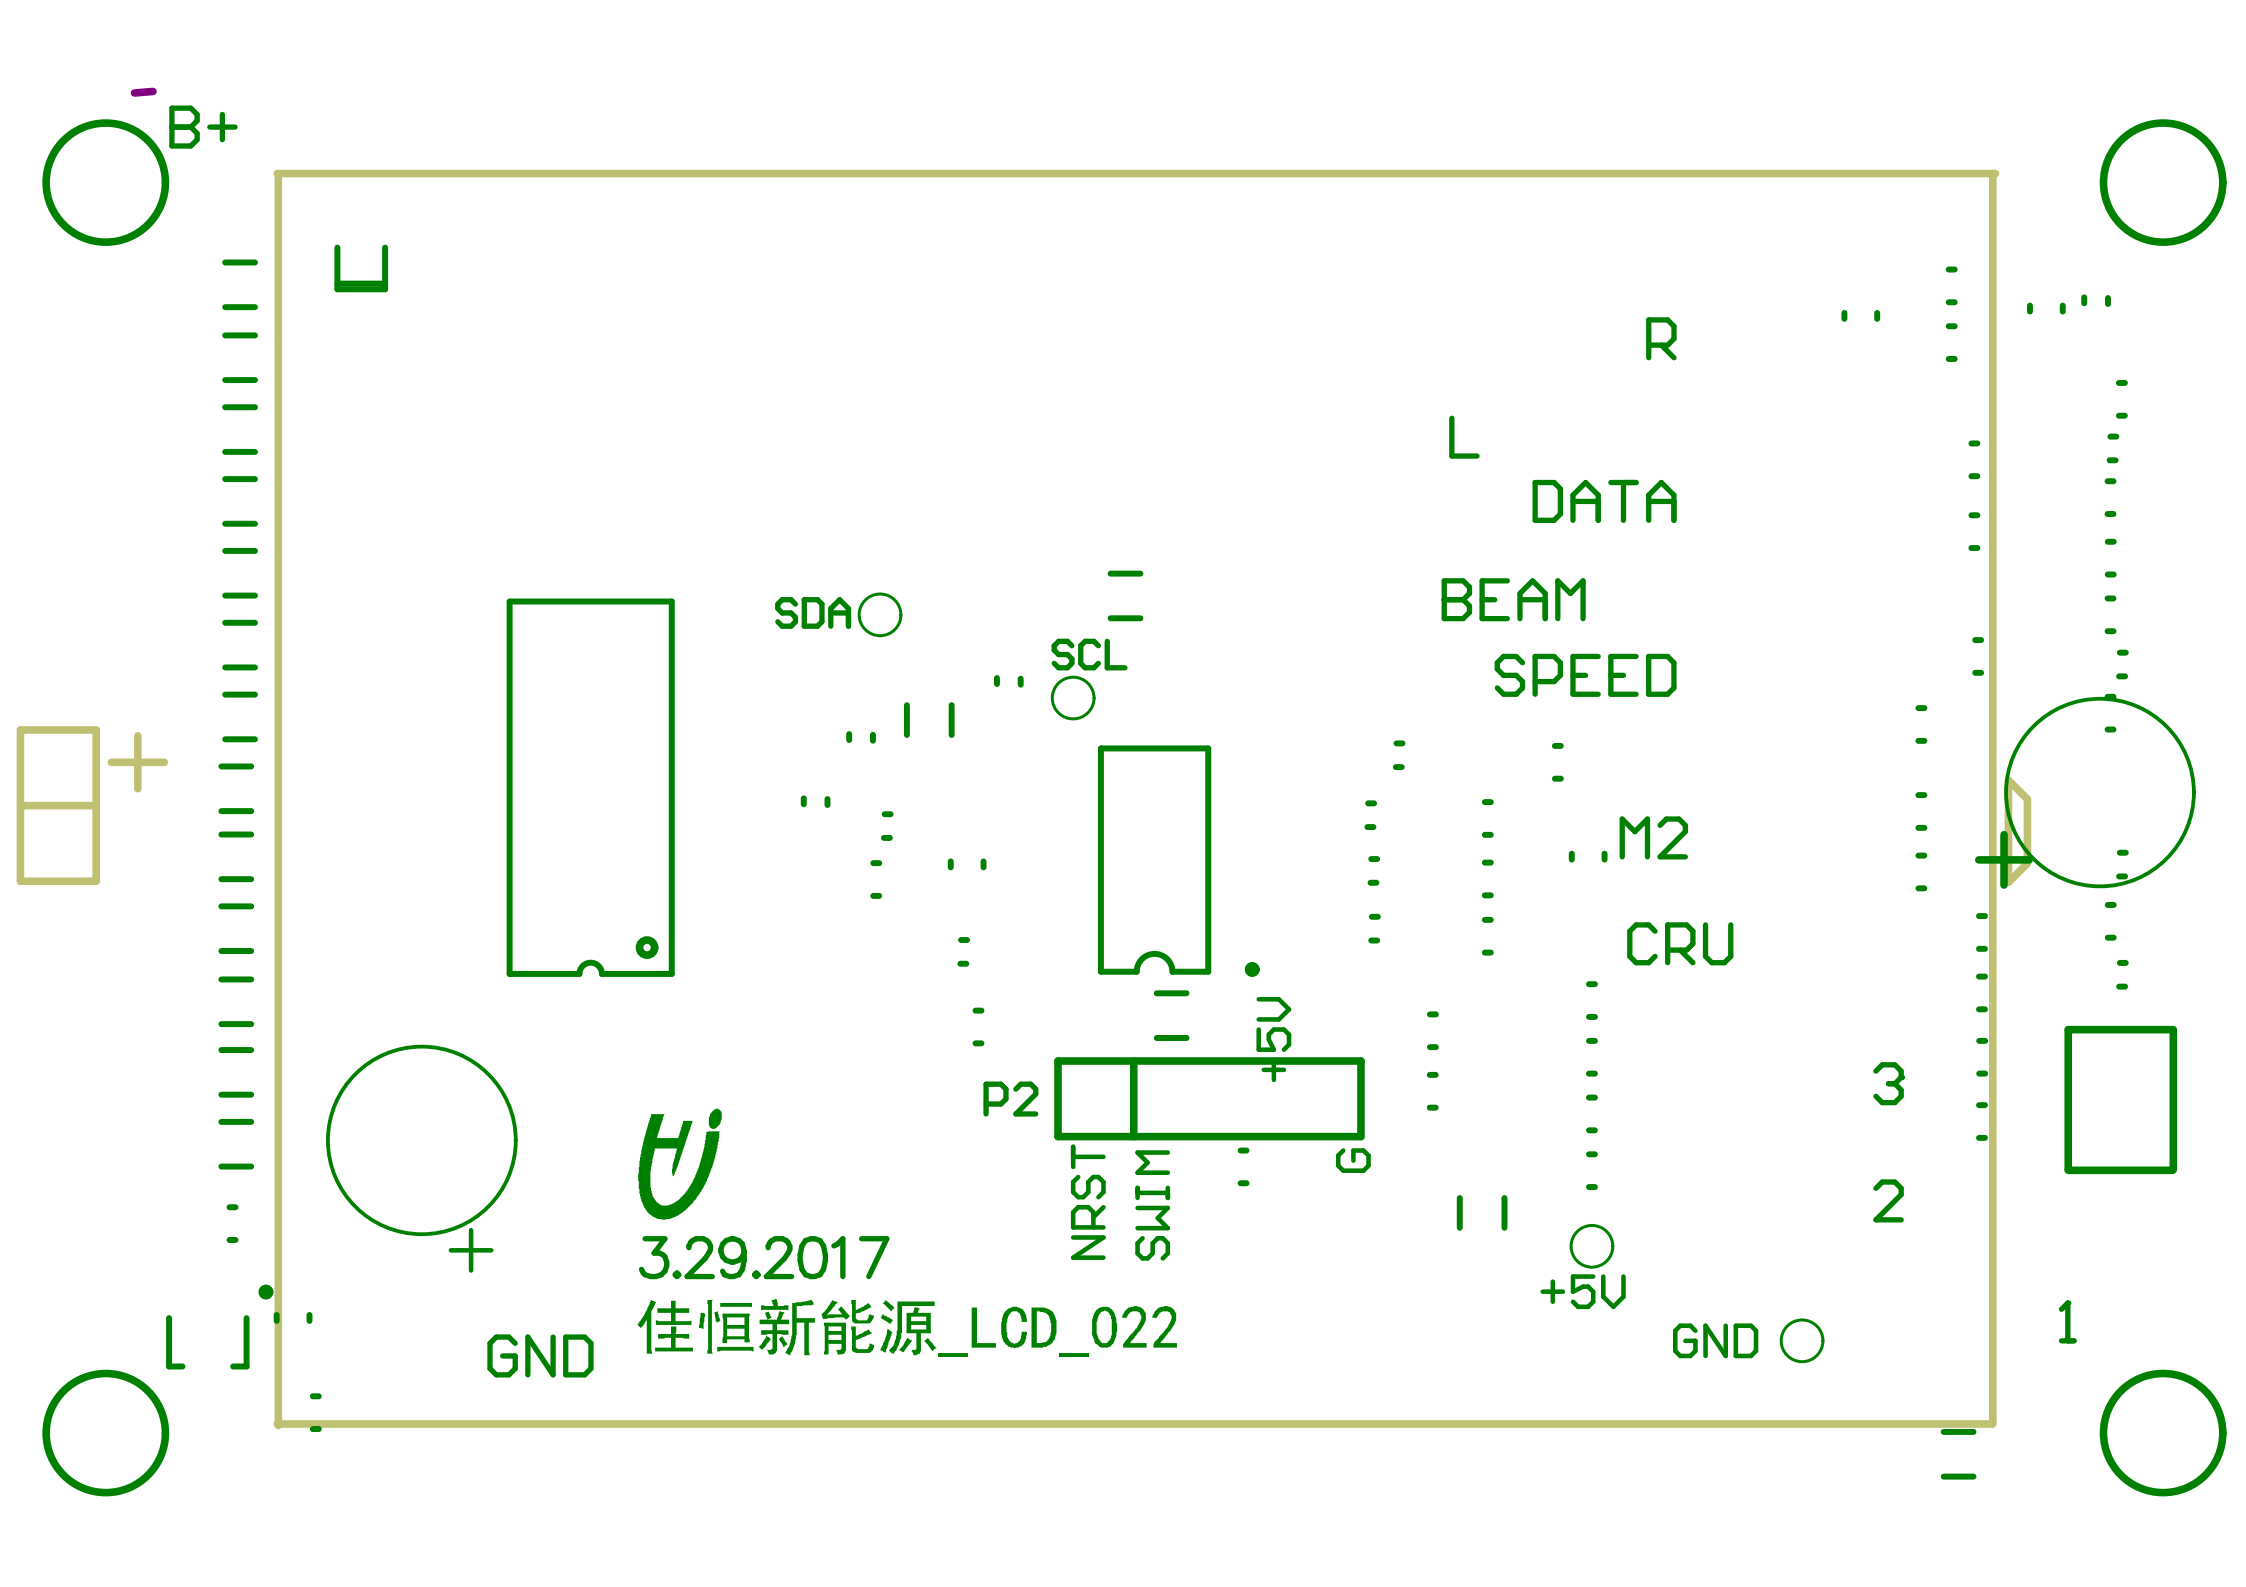 B+
R
L
DATA
BEAM
SDA
SCL
SPEED
M2
CRU
+5V
P2
3
NRST
SWIM
G
2
3.29.2017
+5V
佳恒新能源_LCD_022
GND
GND
1